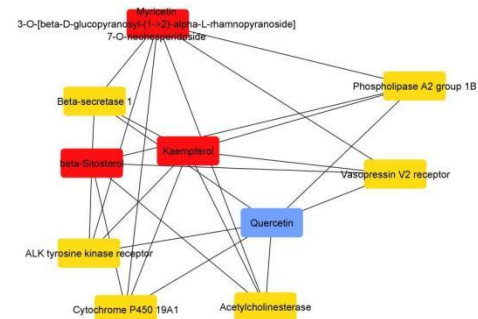 Myricetin
3-O-[beta-D-glucopyranosyl-(1->2)-alpha-L-rhamnopyranoside]
7-O-neohesperidoside
Phospholipase A2 group 1B
Beta-secretase 1
Kaempferol
beta-Sitosterol
Vasopressin V2 receptor
Quercetin
ALK tyrosine kinase receptor
Cytochrome P450 19A1
Acetylcholinesterase